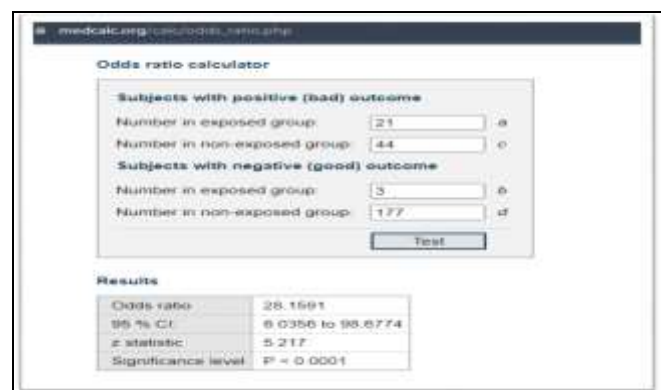 medcalc.org/calc/odds_ratio.php
Odds ratio calculator
Subjects with positive (bad) outcome
Number in exposed group: 21 a
Number in non-exposed group: 44 c
Subjects with negative (good) outcome
Number in exposed group: 3 b
Number in non-exposed group: 177 d
Test
Results
Odds ratio 28.1591
95 % CI: 8.0356 to 98.6774
z statistic 5.217
Significance level P < 0.0001